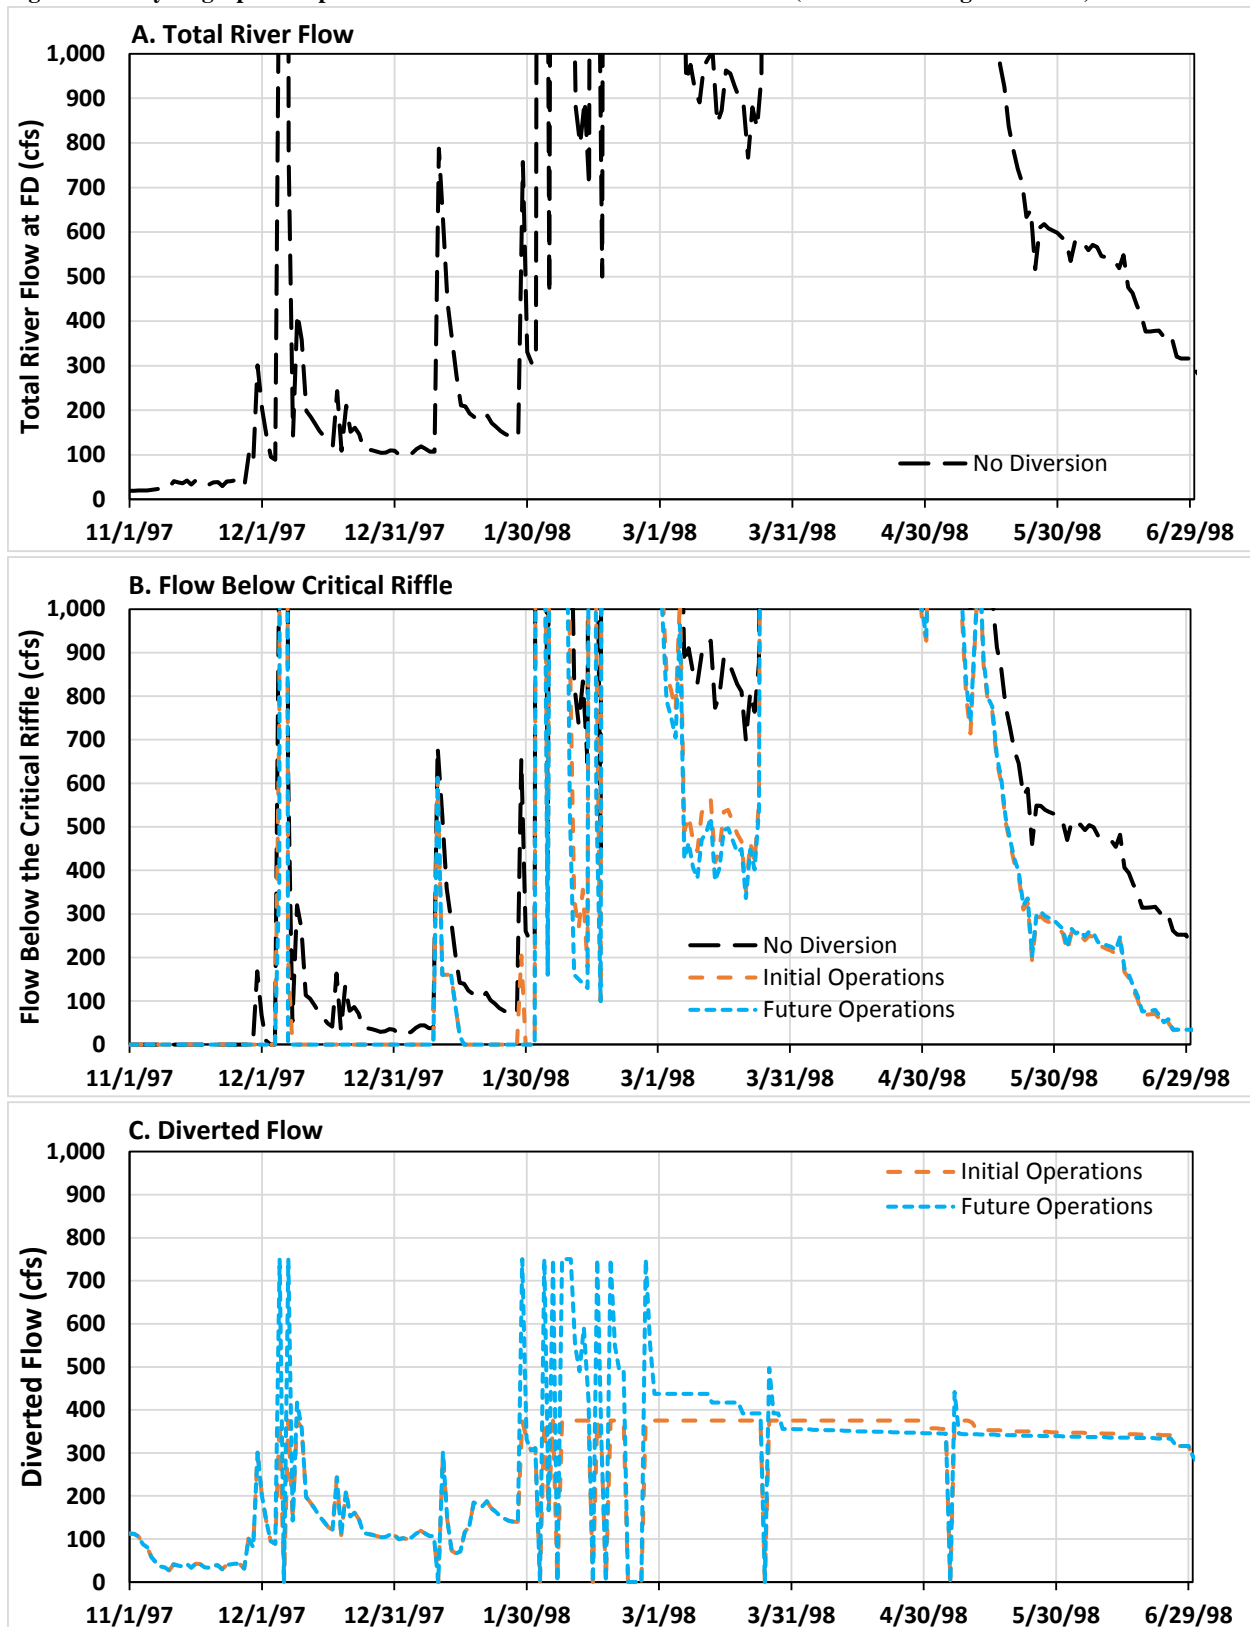 A. Total River Flow
1,000
900
800
700
600
500
400
300
200
100
0
Total River Flow at FD (cfs)
No Diversion
11/1/97 12/1/97 12/31/97 1/30/98 3/1/98 3/31/98 4/30/98 5/30/98 6/29/98
B. Flow Below Critical Riffle
1,000
900
800
700
600
500
400
300
200
100
0
Flow Below the Critical Riffle (cfs)
No Diversion
Initial Operations
Future Operations
11/1/97 12/1/97 12/31/97 1/30/98 3/1/98 3/31/98 4/30/98 5/30/98 6/29/98
C. Diverted Flow
1,000
900
800
700
600
500
400
300
200
100
0
Diverted Flow (cfs)
Initial Operations
Future Operations
11/1/97 12/1/97 12/31/97 1/30/98 3/1/98 3/31/98 4/30/98 5/30/98 6/29/98